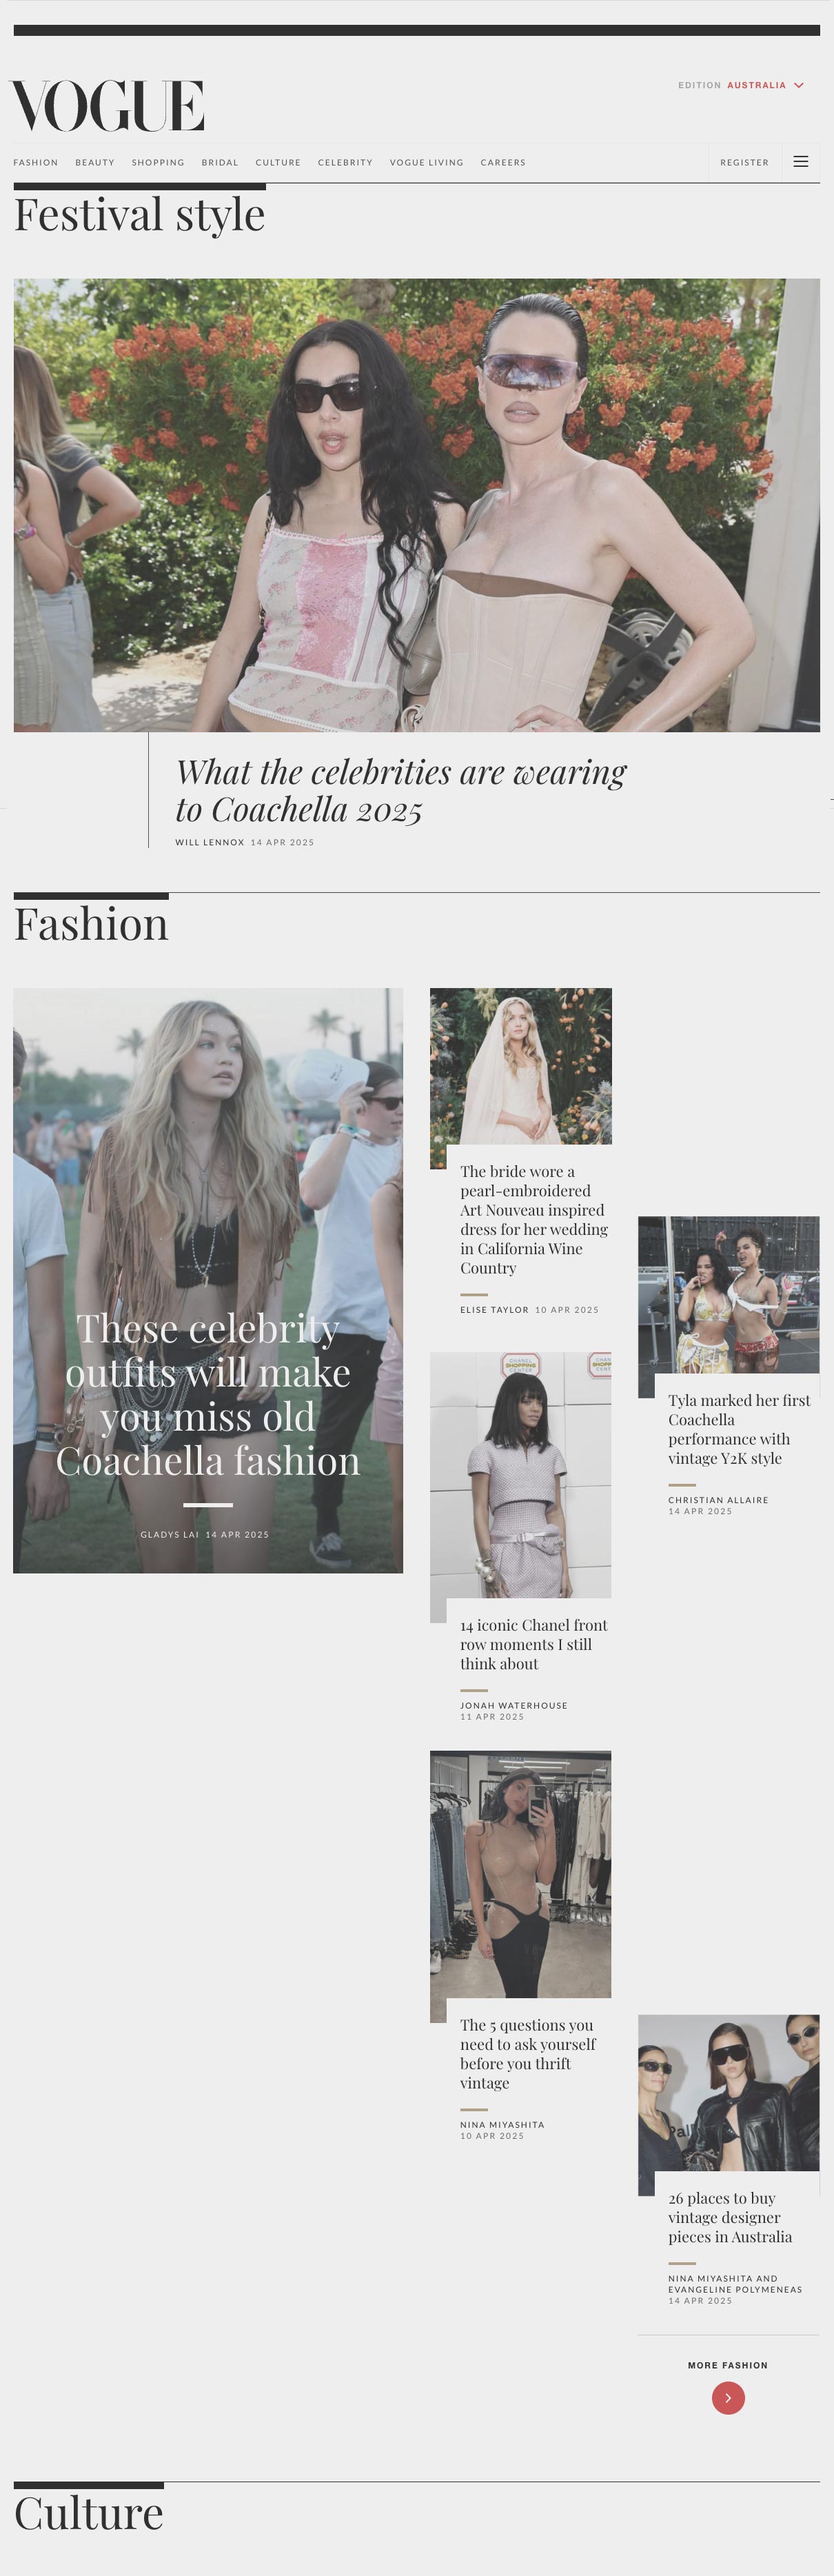 VOGUE
EDITION AUSTRALIA
FASHION BEAUTY SHOPPING BRIDAL CULTURE CELEBRITY VOGUE LIVING CAREERS
REGISTER
Festival style
What the celebrities are wearing
to Coachella 2025
WILL LENNOX 14 APR 2025
Fashion
These celebrity
outfits will make
you miss old
Coachella fashion
GLADYS LAI 14 APR 2025
The bride wore a
pearl-embroidered
Art Nouveau inspired
dress for her wedding
in California Wine
Country
ELISE TAYLOR 10 APR 2025
Tyla marked her first
Coachella
performance with
vintage Y2K style
CHRISTIAN ALLAIRE
14 APR 2025
CHANEL
SHOPPING
CENTER
14 iconic Chanel front
row moments I still
think about
JONAH WATERHOUSE
11 APR 2025
The 5 questions you
need to ask yourself
before you thrift
vintage
NINA MIYASHITA
10 APR 2025
26 places to buy
vintage designer
pieces in Australia
NINA MIYASHITA AND
EVANGELINE POLYMENEAS
14 APR 2025
MORE FASHION
Culture